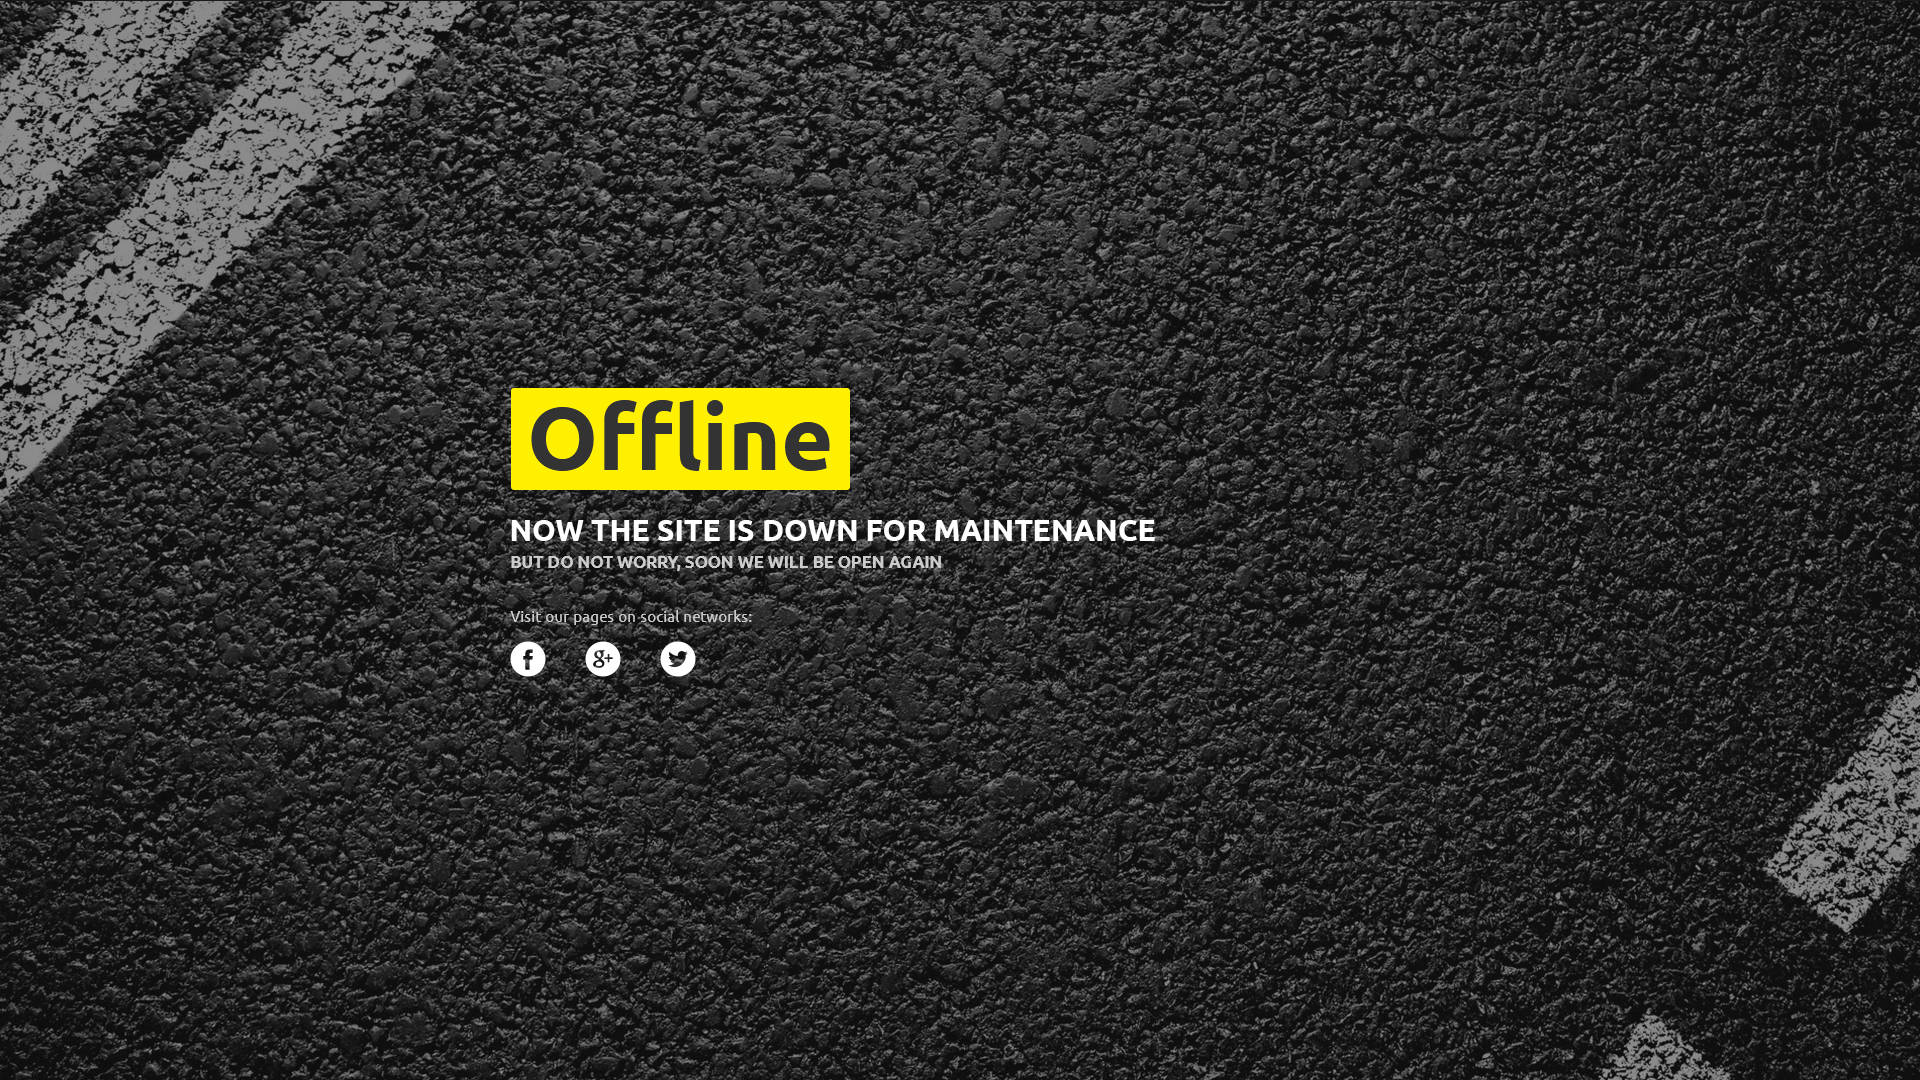 Offline
NOW THE SITE IS DOWN FOR MAINTENANCE
BUT DO NOT WORRY, SOON WE WILL BE OPEN AGAIN
Visit our pages on social networks: